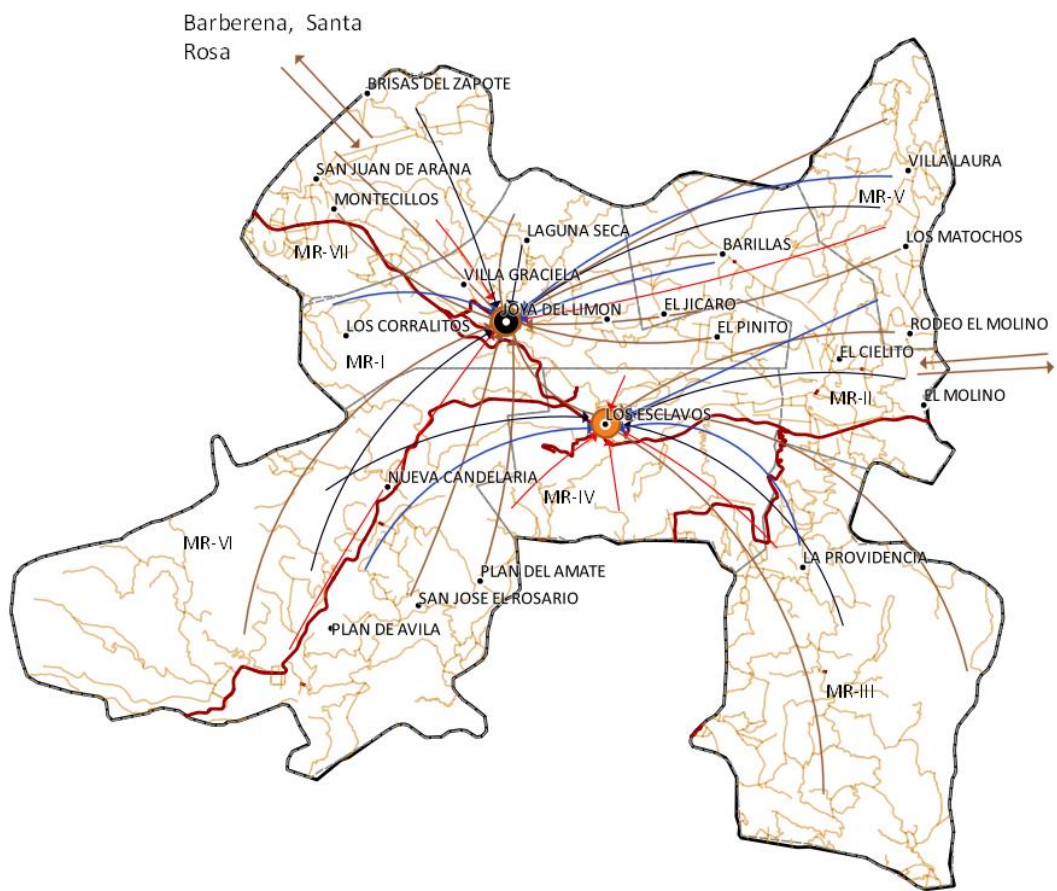 Barberena, Santa
Rosa
BRISAS DEL ZAPOTE
SAN JUAN DE ARANA
VILLA LAURA
MR-V
MONTECILLOS
LAGUNA SECA
BARILLAS
LOS MATOCHOS
MR-VII
VILLA GRACIELA
JOYA DEL LIMON
EL JICARO
LOS CORRALITOS
EL PINITO
RODEO EL MOLINO
MR-I
EL CIELITO
MR-II
EL MOLINO
LOS ESCLAVOS
NUEVA CANDELARIA
MR-IV
MR-VI
LA PROVIDENCIA
PLAN DEL AMATE
SAN JOSE EL ROSARIO
PLAN DE AVILA
MR-III